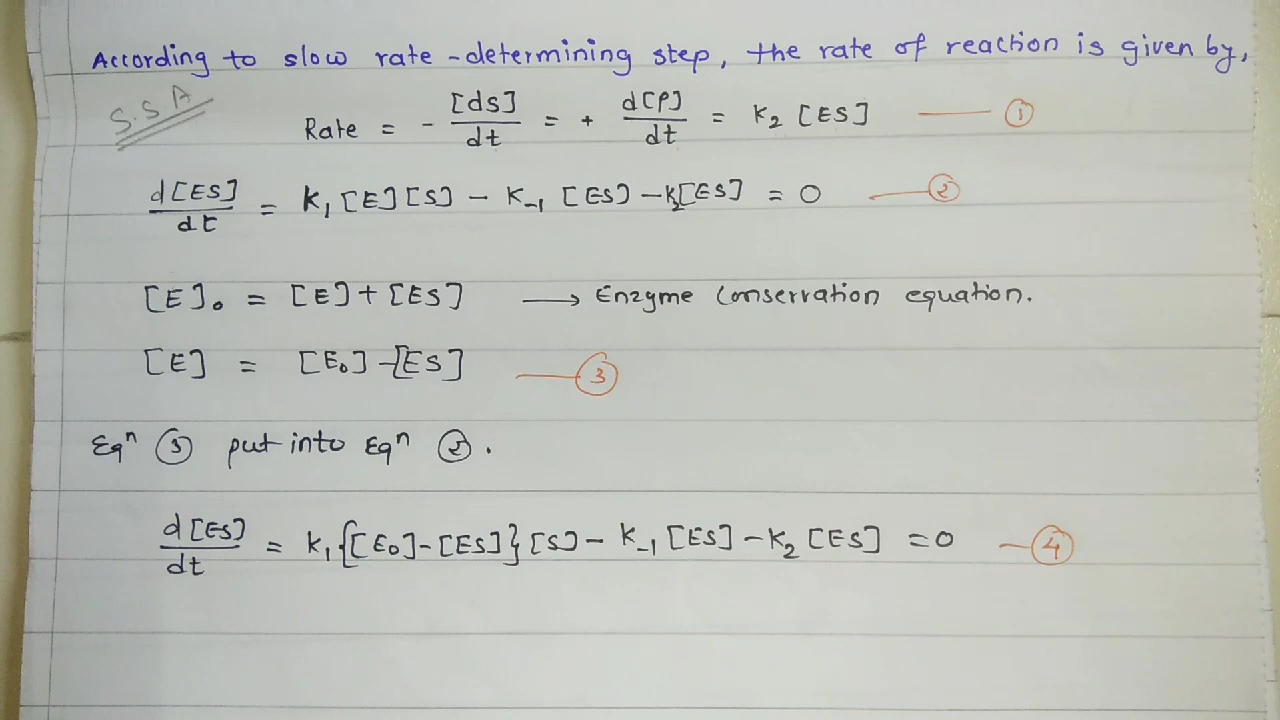 According to slow rate-determining step, the rate of reaction is given by,
S.S A
Rate = - [ds]/dt = + d[P]/dt = K₂ [ES] — ①
d[ES]/dt = K₁ [E][S] - K₋₁ [ES] - K₂[ES] = 0 — ②
[E]₀ = [E] + [ES] → Enzyme Conservation equation.
[E] = [E₀] - [ES] — ③
Eqⁿ ③ put into Eqⁿ ②.
d[ES]/dt = K₁{[E₀]-[ES]}[S] - K₋₁ [ES] - K₂ [ES] = 0 — ④